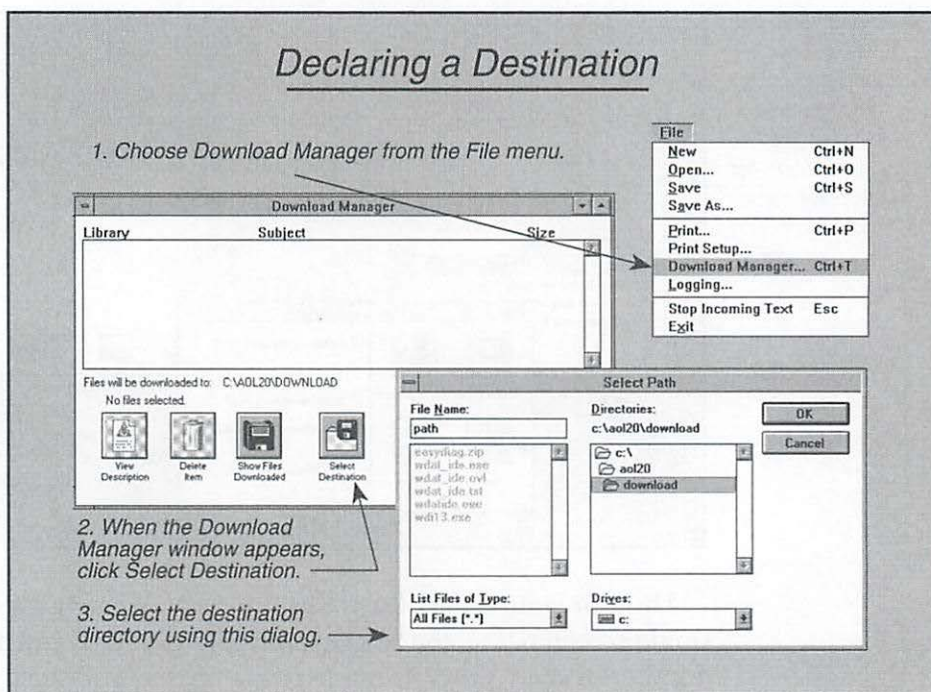 Declaring a Destination
1. Choose Download Manager from the File menu.
File
New Ctrl+N
Open... Ctrl+O
Save Ctrl+S
Save As...
Print... Ctrl+P
Print Setup...
Download Manager... Ctrl+T
Logging...
Stop Incoming Text Esc
Exit
Download Manager
Library Subject Size
Files will be downloaded to: C:\AOL20\DOWNLOAD
No files selected.
View
Description
Delete
Item
Show Files
Downloaded
Select
Destination
2. When the Download
Manager window appears,
click Select Destination.
3. Select the destination
directory using this dialog.
Select Path
File Name:
path
easydiag.zip
wdat_ide.exe
wdat_ide.ovl
wdat_ide.txt
wdatide.exe
wdi13.exe
List Files of Type:
All Files (*.*)
Directories:
c:\aol20\download
c:\
aol20
download
Drives:
c:
OK
Cancel